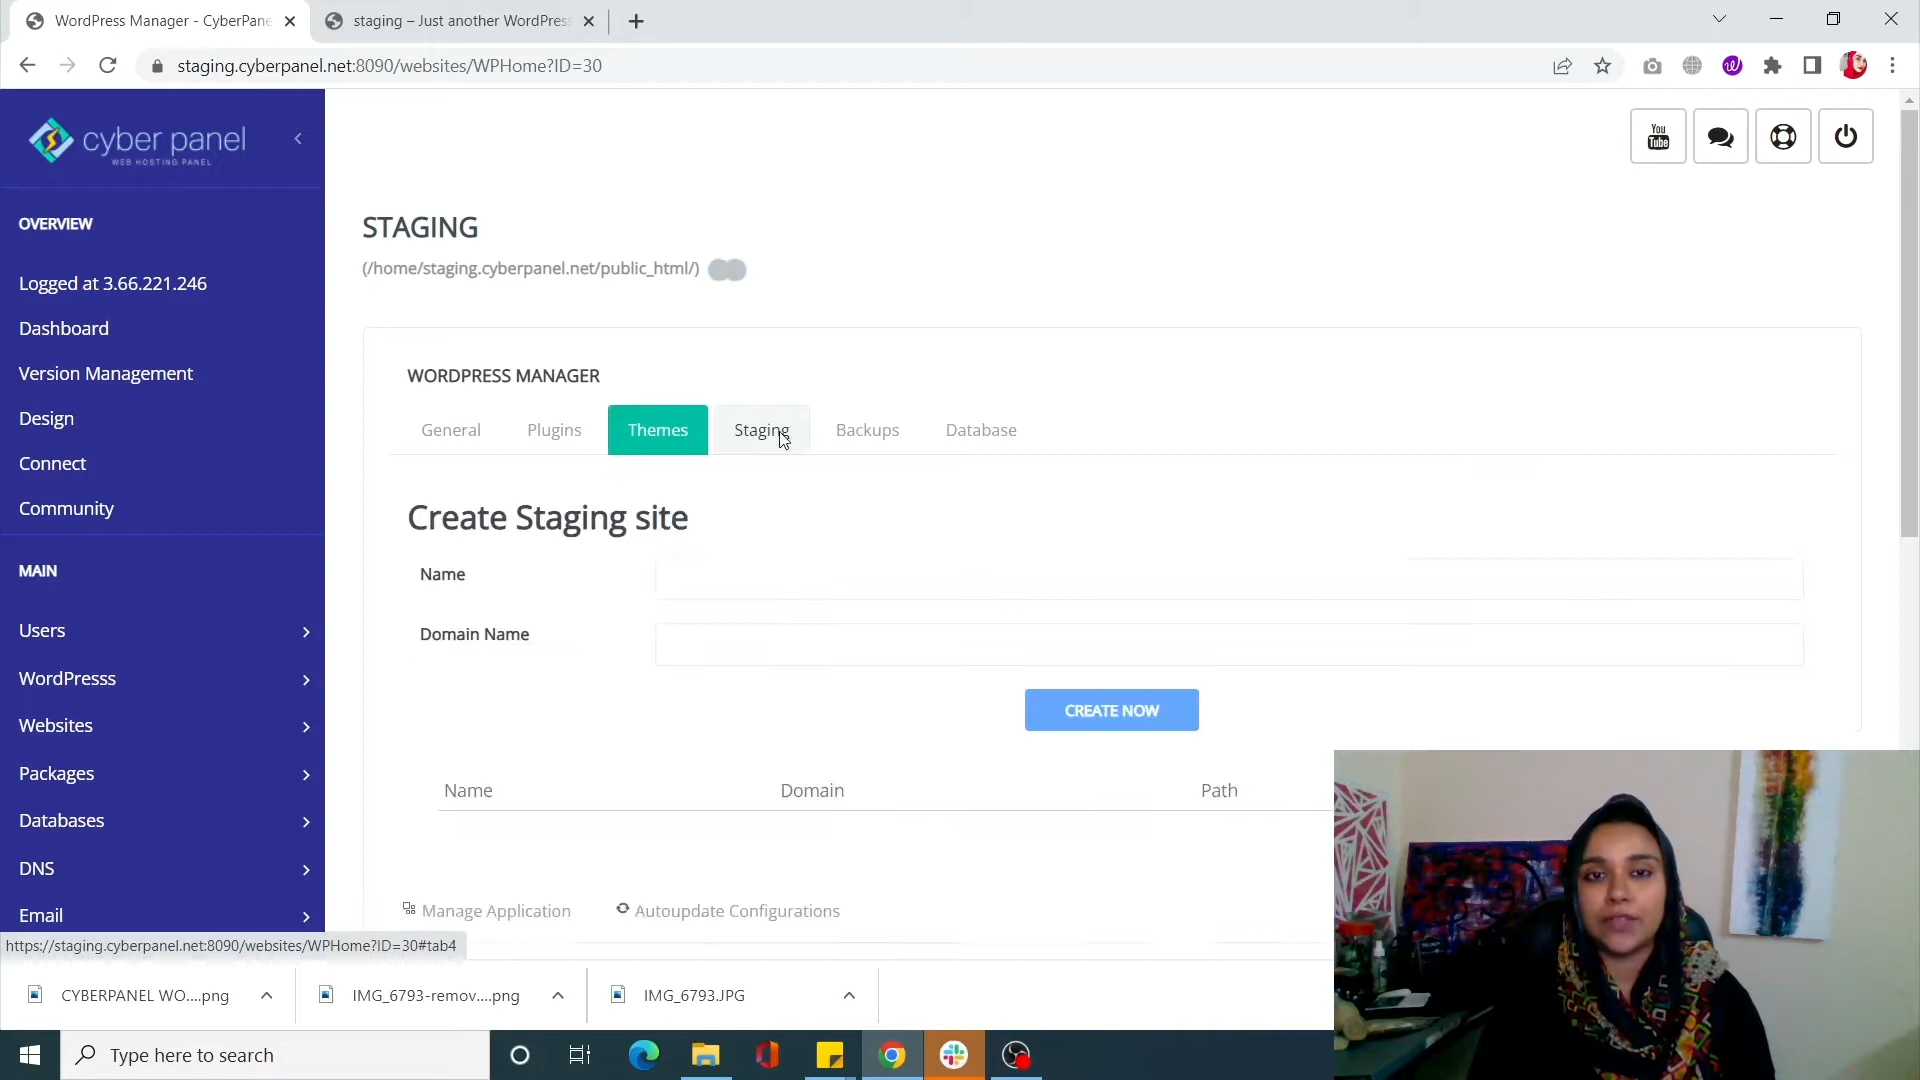 WordPress Manager - CyberPane
staging – Just another WordPress
staging.cyberpanel.net:8090/websites/WPHome?ID=30
cyber panel
WEB HOSTING PANEL
You
Tube
OVERVIEW
Logged at 3.66.221.246
Dashboard
Version Management
Design
Connect
Community
MAIN
Users
WordPresss
Websites
Packages
Databases
DNS
Email
STAGING
(/home/staging.cyberpanel.net/public_html/)
WORDPRESS MANAGER
General Plugins Themes Staging Backups Database
Create Staging site
Name
Domain Name
CREATE NOW
Name Domain Path
Manage Application Autoupdate Configurations
https://staging.cyberpanel.net:8090/websites/WPHome?ID=30#tab4
CYBERPANEL WO....png IMG_6793-remov....png IMG_6793.JPG
Type here to search